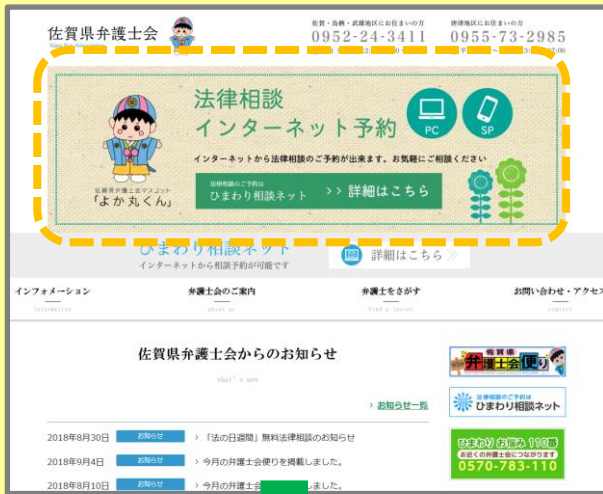 佐賀県弁護士会
Saga Bar Association
佐賀・鳥栖・武雄地区にお住まいの方
0952-24-3411
唐津地区にお住まいの方
0955-73-2985
法律相談
インターネット予約
PC
SP
インターネットから法律相談のご予約が出来ます。お気軽にご相談ください
法律相談のご予約は
ひまわり相談ネット >> 詳細はこちら
佐賀県弁護士会マスコット
「よか丸くん」
ひまわり相談ネット
インターネットから相談予約が可能です
詳細はこちら
インフォメーション
information
弁護士会のご案内
about us
弁護士をさがす
find a lawyer
お問い合わせ・アクセス
contact
佐賀県弁護士会からのお知らせ
what's new
> お知らせ一覧
2018年8月30日 お知らせ > 「法の日週間」無料法律相談のお知らせ
2018年9月4日 お知らせ > 今月の弁護士会便りを掲載しました。
2018年8月10日 お知らせ > 今月の弁護士会
しました。
佐賀県
弁護士会便り
法律相談のご予約は
ひまわり相談ネット
ひまわり お悩み 110番
お近くの弁護士会につながります
0570-783-110